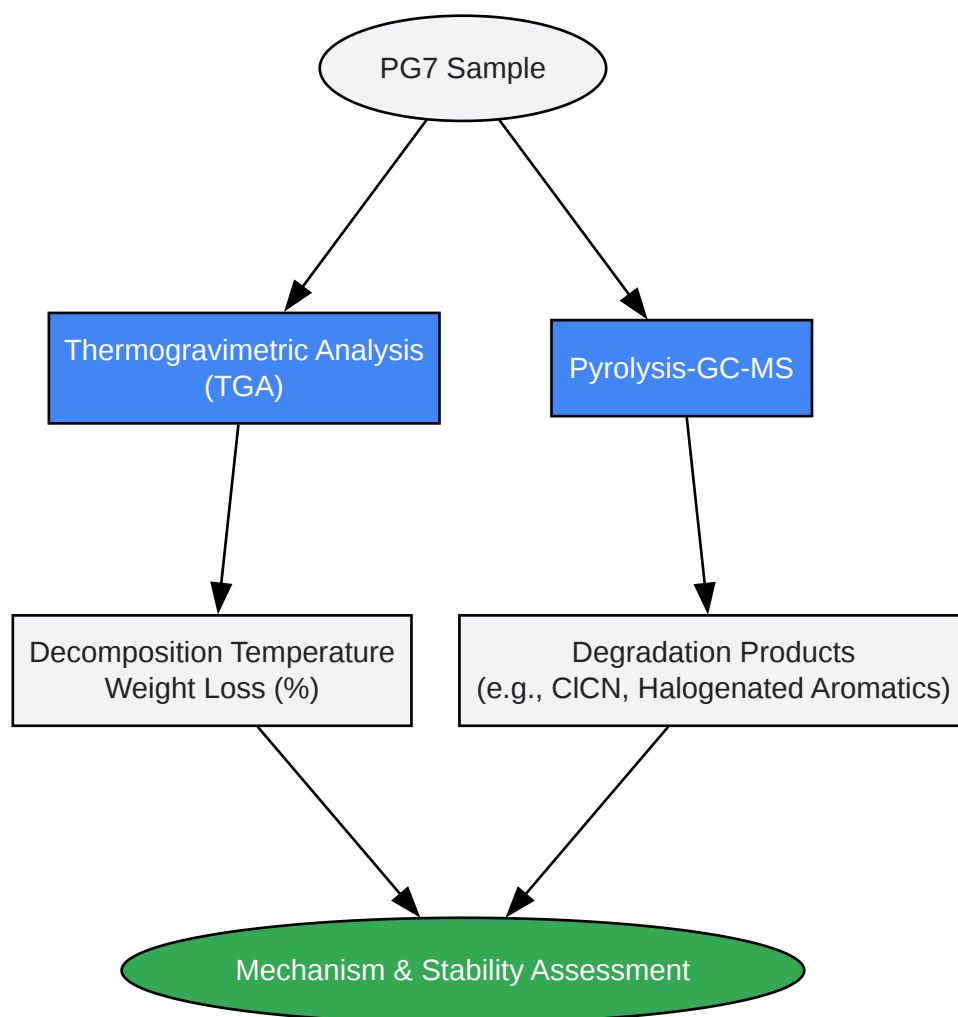 PG7 Sample
Thermogravimetric Analysis
(TGA)
Pyrolysis-GC-MS
Decomposition Temperature
Weight Loss (%)
Degradation Products
(e.g., ClCN, Halogenated Aromatics)
Mechanism & Stability Assessment